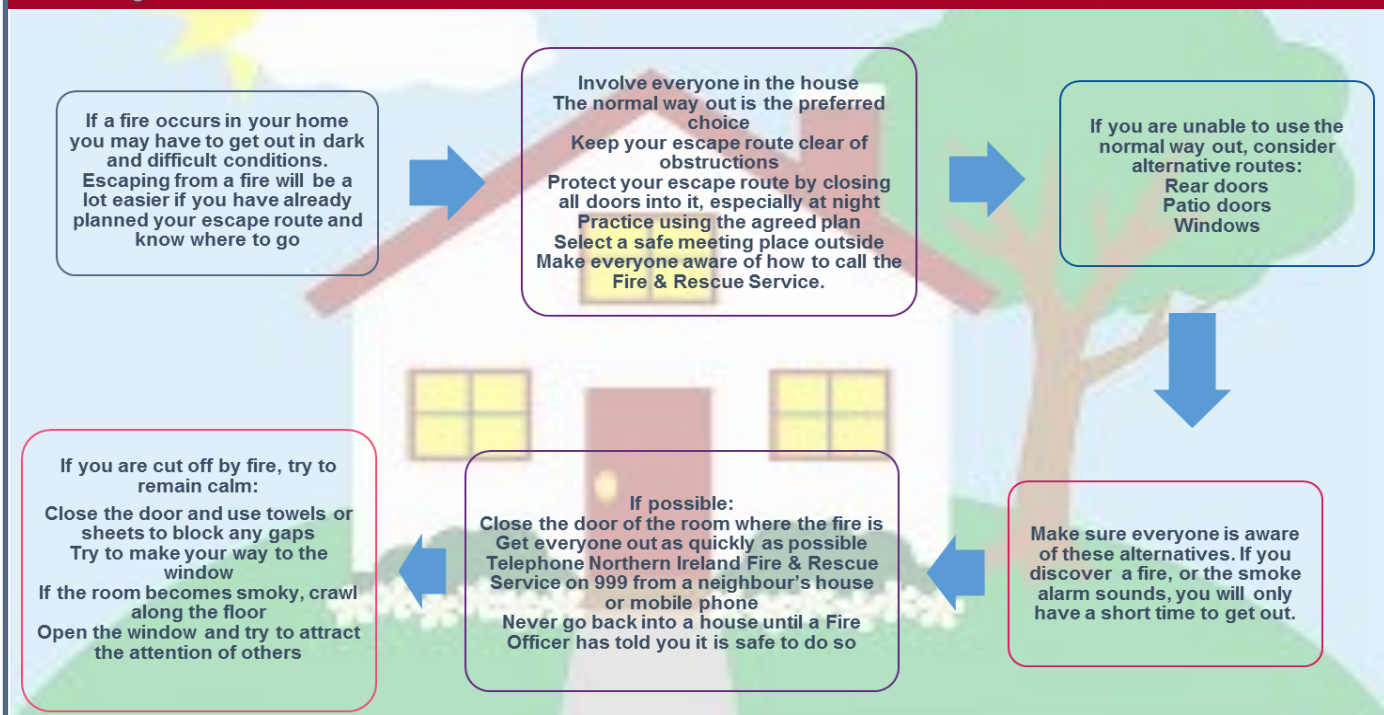 If a fire occurs in your home
you may have to get out in dark
and difficult conditions.
Escaping from a fire will be a
lot easier if you have already
planned your escape route and
know where to go
Involve everyone in the house
The normal way out is the preferred
choice
Keep your escape route clear of
obstructions
Protect your escape route by closing
all doors into it, especially at night
Practice using the agreed plan
Select a safe meeting place outside
Make everyone aware of how to call the
Fire & Rescue Service.
If you are unable to use the
normal way out, consider
alternative routes:
Rear doors
Patio doors
Windows
Make sure everyone is aware
of these alternatives. If you
discover a fire, or the smoke
alarm sounds, you will only
have a short time to get out.
If possible:
Close the door of the room where the fire is
Get everyone out as quickly as possible
Telephone Northern Ireland Fire & Rescue
Service on 999 from a neighbour's house
or mobile phone
Never go back into a house until a Fire
Officer has told you it is safe to do so
If you are cut off by fire, try to
remain calm:
Close the door and use towels or
sheets to block any gaps
Try to make your way to the
window
If the room becomes smoky, crawl
along the floor
Open the window and try to attract
the attention of others